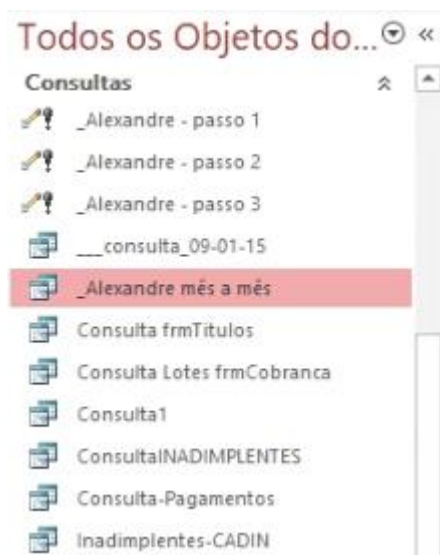 Todos os Objetos do...
Consultas
_Alexandre - passo 1
_Alexandre - passo 2
_Alexandre - passo 3
___consulta_09-01-15
_Alexandre mês a mês
Consulta frmTitulos
Consulta Lotes frmCobranca
Consulta1
ConsultaINADIMPLENTES
Consulta-Pagamentos
Inadimplentes-CADIN